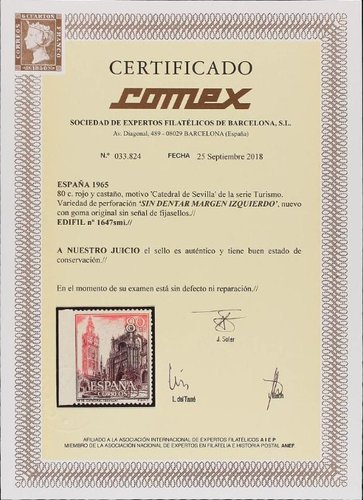 CORREOS
6 CUARTOS
FRANCO
CERTIFICADO
comex
SOCIEDAD DE EXPERTOS FILATÉLICOS DE BARCELONA, S.L.
Av. Diagonal, 489 - 08029 BARCELONA (España)
N.º 033.824 FECHA 25 Septiembre 2018
ESPAÑA 1965
80 c. rojo y castaño, motivo 'Catedral de Sevilla' de la serie Turismo.
Variedad de perforación 'SIN DENTAR MARGEN IZQUIERDO', nuevo
con goma original sin señal de fijasellos.//
EDIFIL nº 1647smi.//
A NUESTRO JUICIO el sello es auténtico y tiene buen estado de
conservación.//
En el momento de su examen está sin defecto ni reparación.//
80
ESPAÑA
CORREOS
J. Soler
AFILIADO A LA ASOCIACIÓN INTERNACIONAL DE EXPERTOS FILATÉLICOS A I E P
MIEMBRO DE LA ASOCIACIÓN NACIONAL DE EXPERTOS EN FILATELIA E HISTORIA POSTAL ANEF